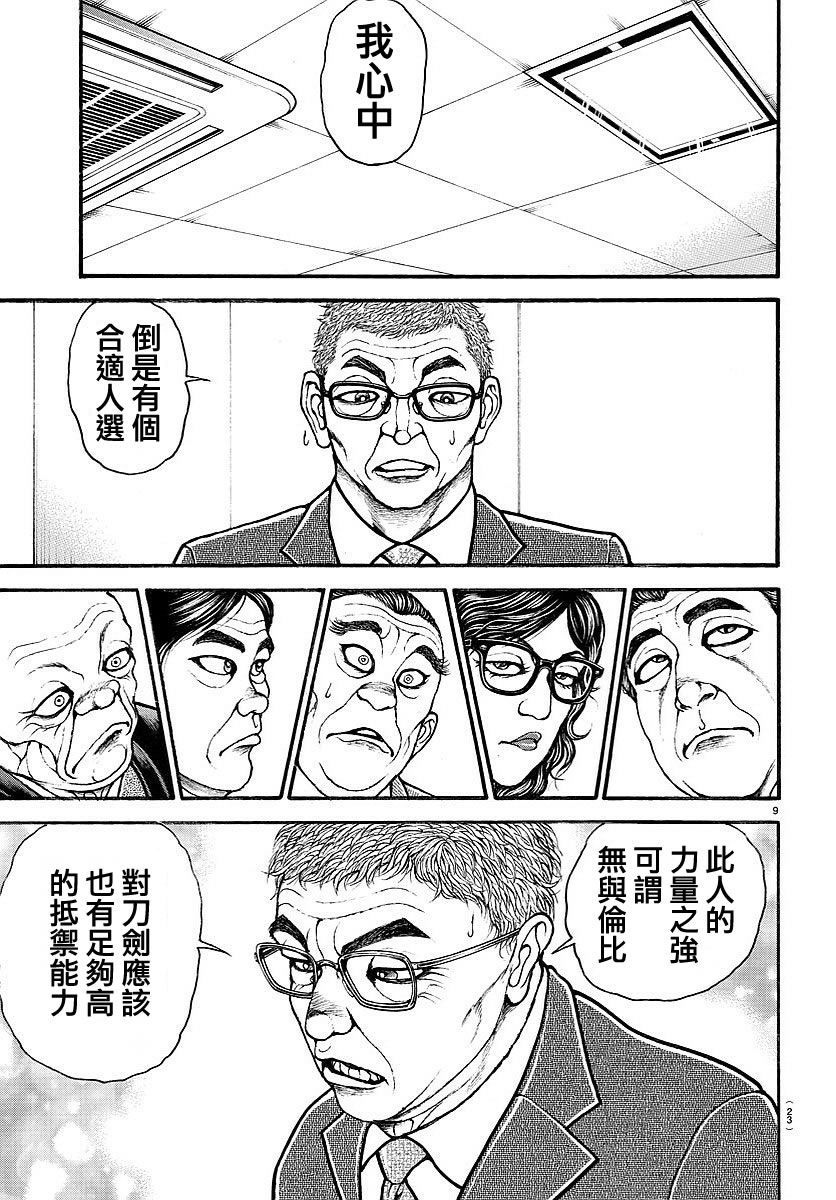 我心中
倒是有個
合適人選
9
此人的
力量之強
可謂
無與倫比
對刀劍應該
也有足夠高
的抵禦能力
(23)